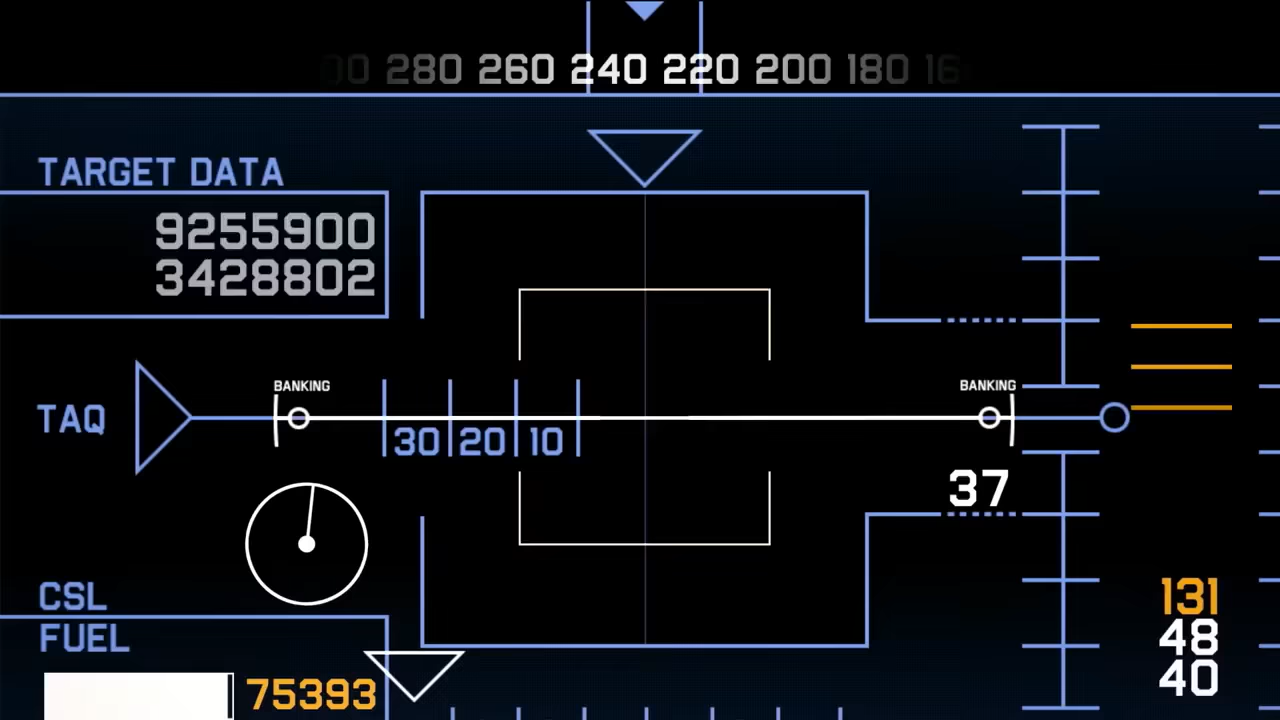 280 260 240 220 200 180
TARGET DATA
9255900
3428802
BANKING
BANKING
TAQ
30 20 10
37
CSL
FUEL
75393
131
48
40